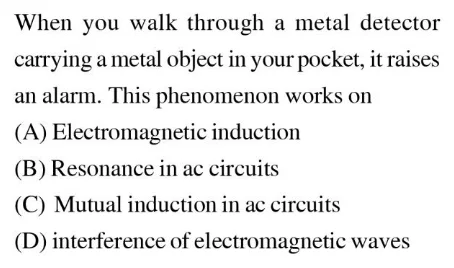 When you walk through a metal detector
carrying a metal object in your pocket, it raises
an alarm. This phenomenon works on
(A) Electromagnetic induction
(B) Resonance in ac circuits
(C) Mutual induction in ac circuits
(D) interference of electromagnetic waves